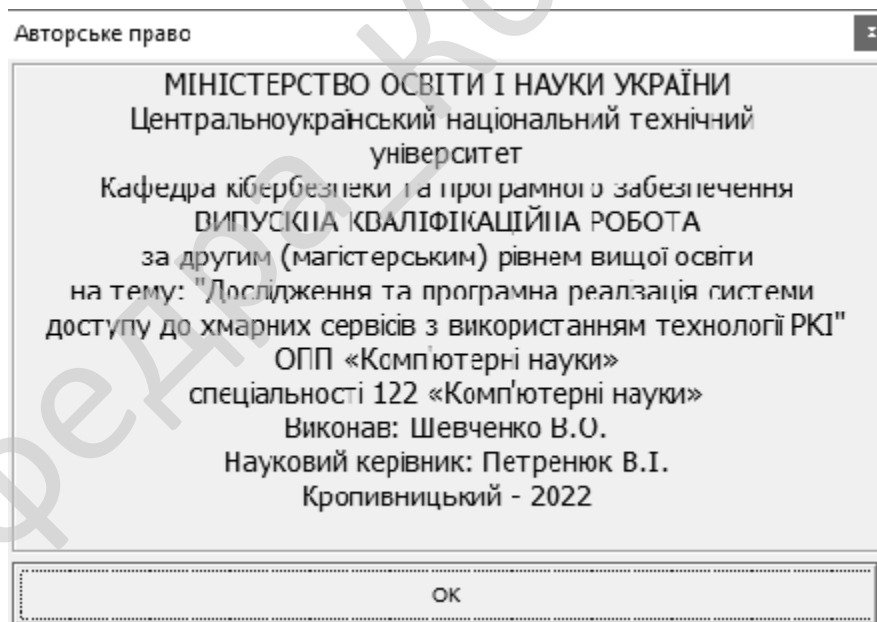 Авторське право
МІНІСТЕРСТВО ОСВІТИ І НАУКИ УКРАЇНИ
Центральноукраїнський національний технічний
університет
Кафедра кібербезпеки та програмного забезпечення
ВИПУСКНА КВАЛІФІКАЦІЙНА РОБОТА
за другим (магістерським) рівнем вищої освіти
на тему: "Дослідження та програмна реалізація системи
доступу до хмарних сервісів з використанням технології PKI"
ОПП «Комп'ютерні науки»
спеціальності 122 «Комп'ютерні науки»
Виконав: Шевченко В.О.
Науковий керівник: Петренюк В.І.
Кропивницький - 2022
ОК